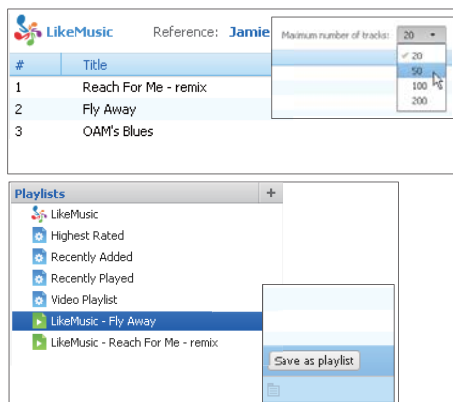 LikeMusic Reference: Jamie
Maximum number of tracks: 20
# Title
20
50
1 Reach For Me - remix
100
2 Fly Away
200
3 OAM's Blues
Playlists +
LikeMusic
Highest Rated
Recently Added
Recently Played
Video Playlist
LikeMusic - Fly Away
LikeMusic - Reach For Me - remix
Save as playlist